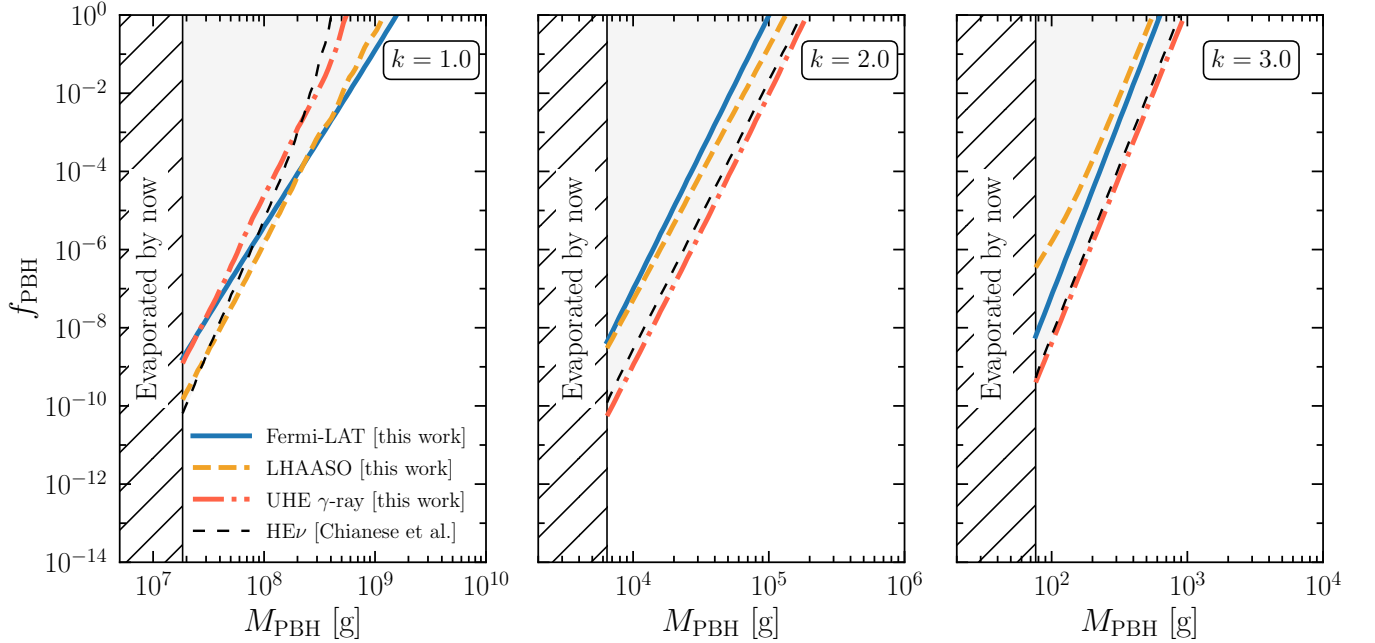 f_PBH
10^0
10^−2
10^−4
10^−6
10^−8
10^−10
10^−12
10^−14
k = 1.0
Evaporated by now
Fermi-LAT [this work]
LHAASO [this work]
UHE γ-ray [this work]
HEν [Chianese et al.]
10^7 10^8 10^9 10^10
M_PBH [g]
k = 2.0
Evaporated by now
10^4 10^5 10^6
M_PBH [g]
k = 3.0
Evaporated by now
10^2 10^3 10^4
M_PBH [g]